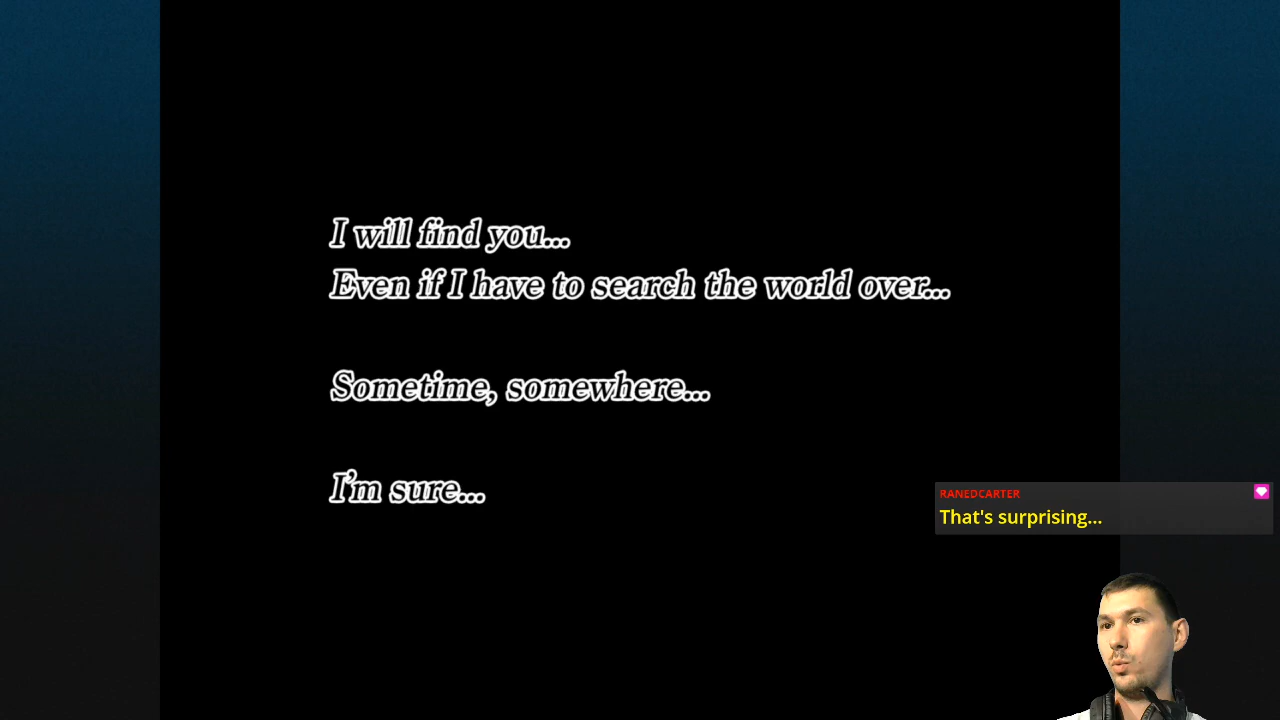 I will find you...
Even if I have to search the world over...
Sometime, somewhere...
I'm sure...
RANEDCARTER
That's surprising...